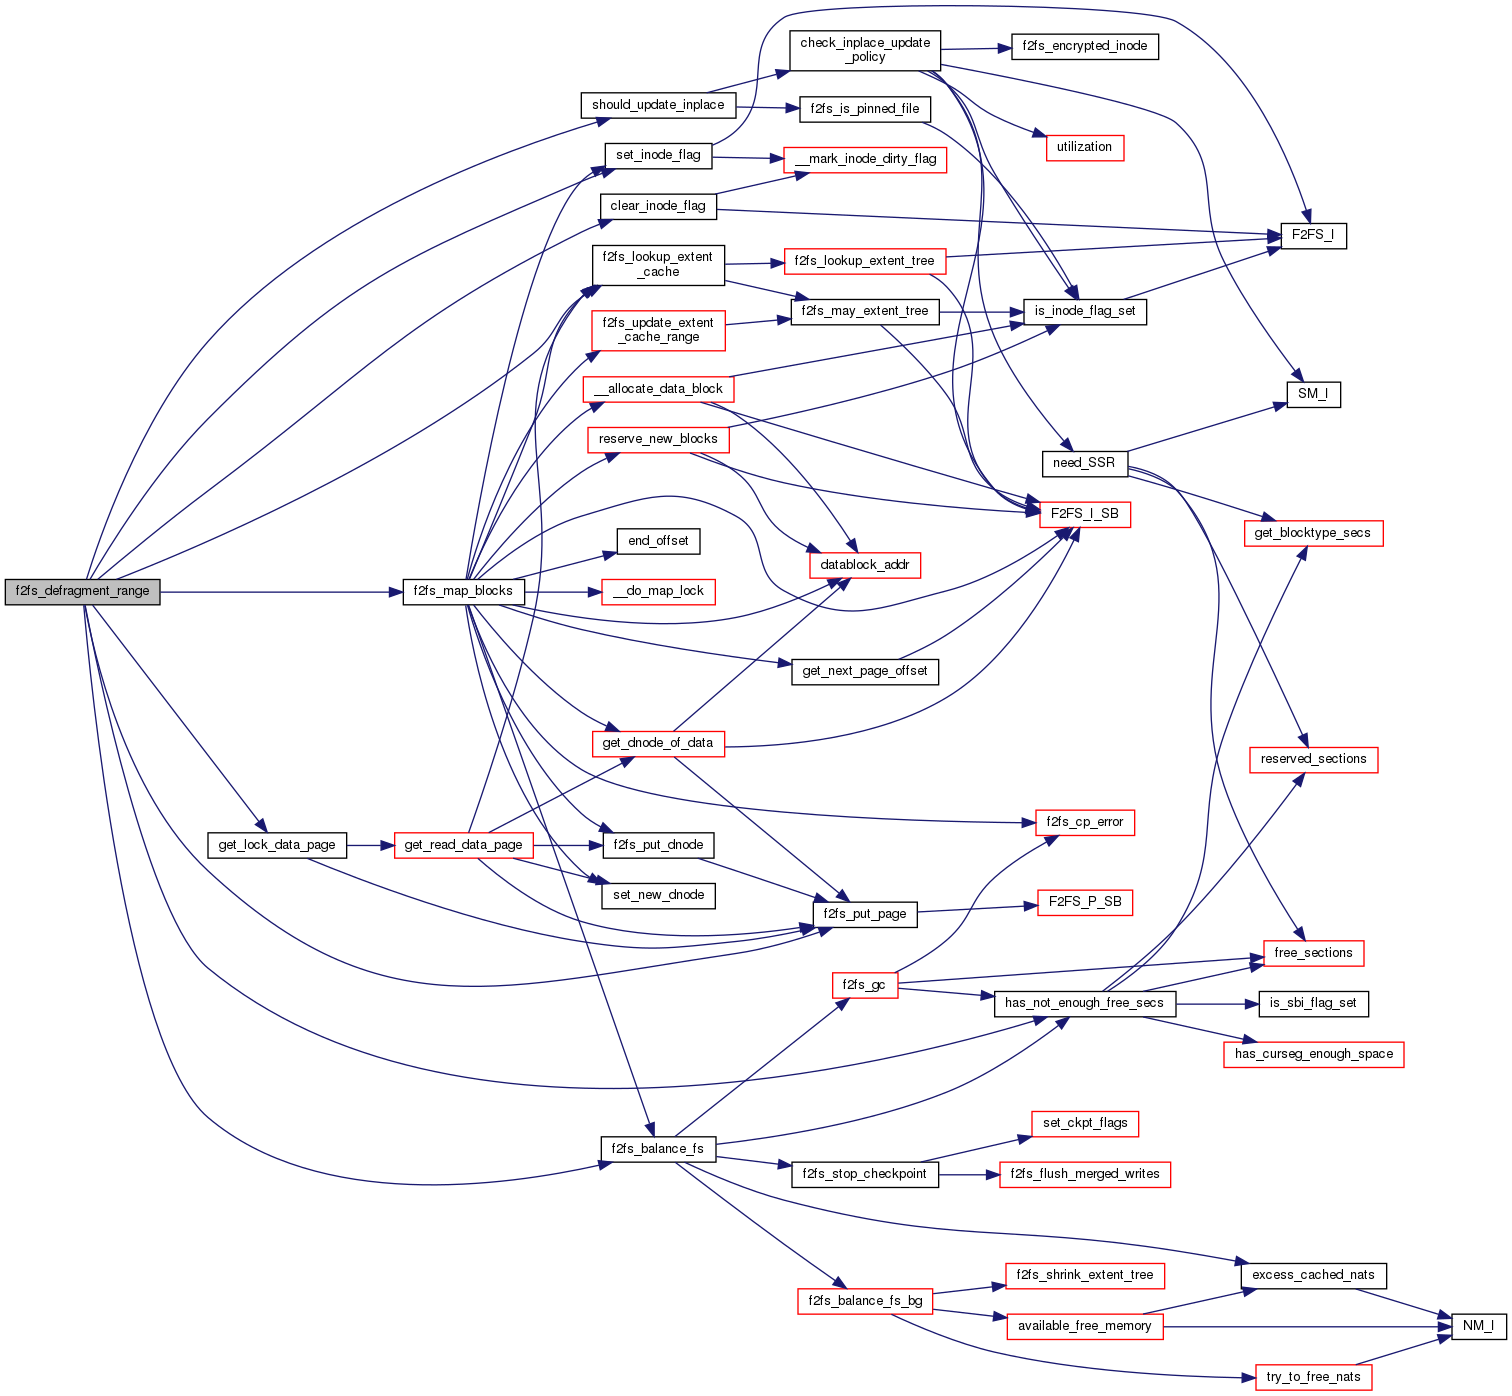 check_inplace_update
_policy
f2fs_encrypted_inode
should_update_inplace
f2fs_is_pinned_file
utilization
set_inode_flag
__mark_inode_dirty_flag
clear_inode_flag
F2FS_I
f2fs_lookup_extent
_cache
f2fs_lookup_extent_tree
f2fs_may_extent_tree
is_inode_flag_set
f2fs_update_extent
_cache_range
__allocate_data_block
SM_I
reserve_new_blocks
need_SSR
F2FS_I_SB
get_blocktype_secs
end_offset
datablock_addr
f2fs_defragment_range
f2fs_map_blocks
__do_map_lock
get_next_page_offset
get_dnode_of_data
reserved_sections
f2fs_cp_error
get_lock_data_page
get_read_data_page
f2fs_put_dnode
set_new_dnode
F2FS_P_SB
f2fs_put_page
free_sections
f2fs_gc
has_not_enough_free_secs
is_sbi_flag_set
has_curseg_enough_space
set_ckpt_flags
f2fs_balance_fs
f2fs_stop_checkpoint
f2fs_flush_merged_writes
f2fs_shrink_extent_tree
excess_cached_nats
f2fs_balance_fs_bg
available_free_memory
NM_I
try_to_free_nats